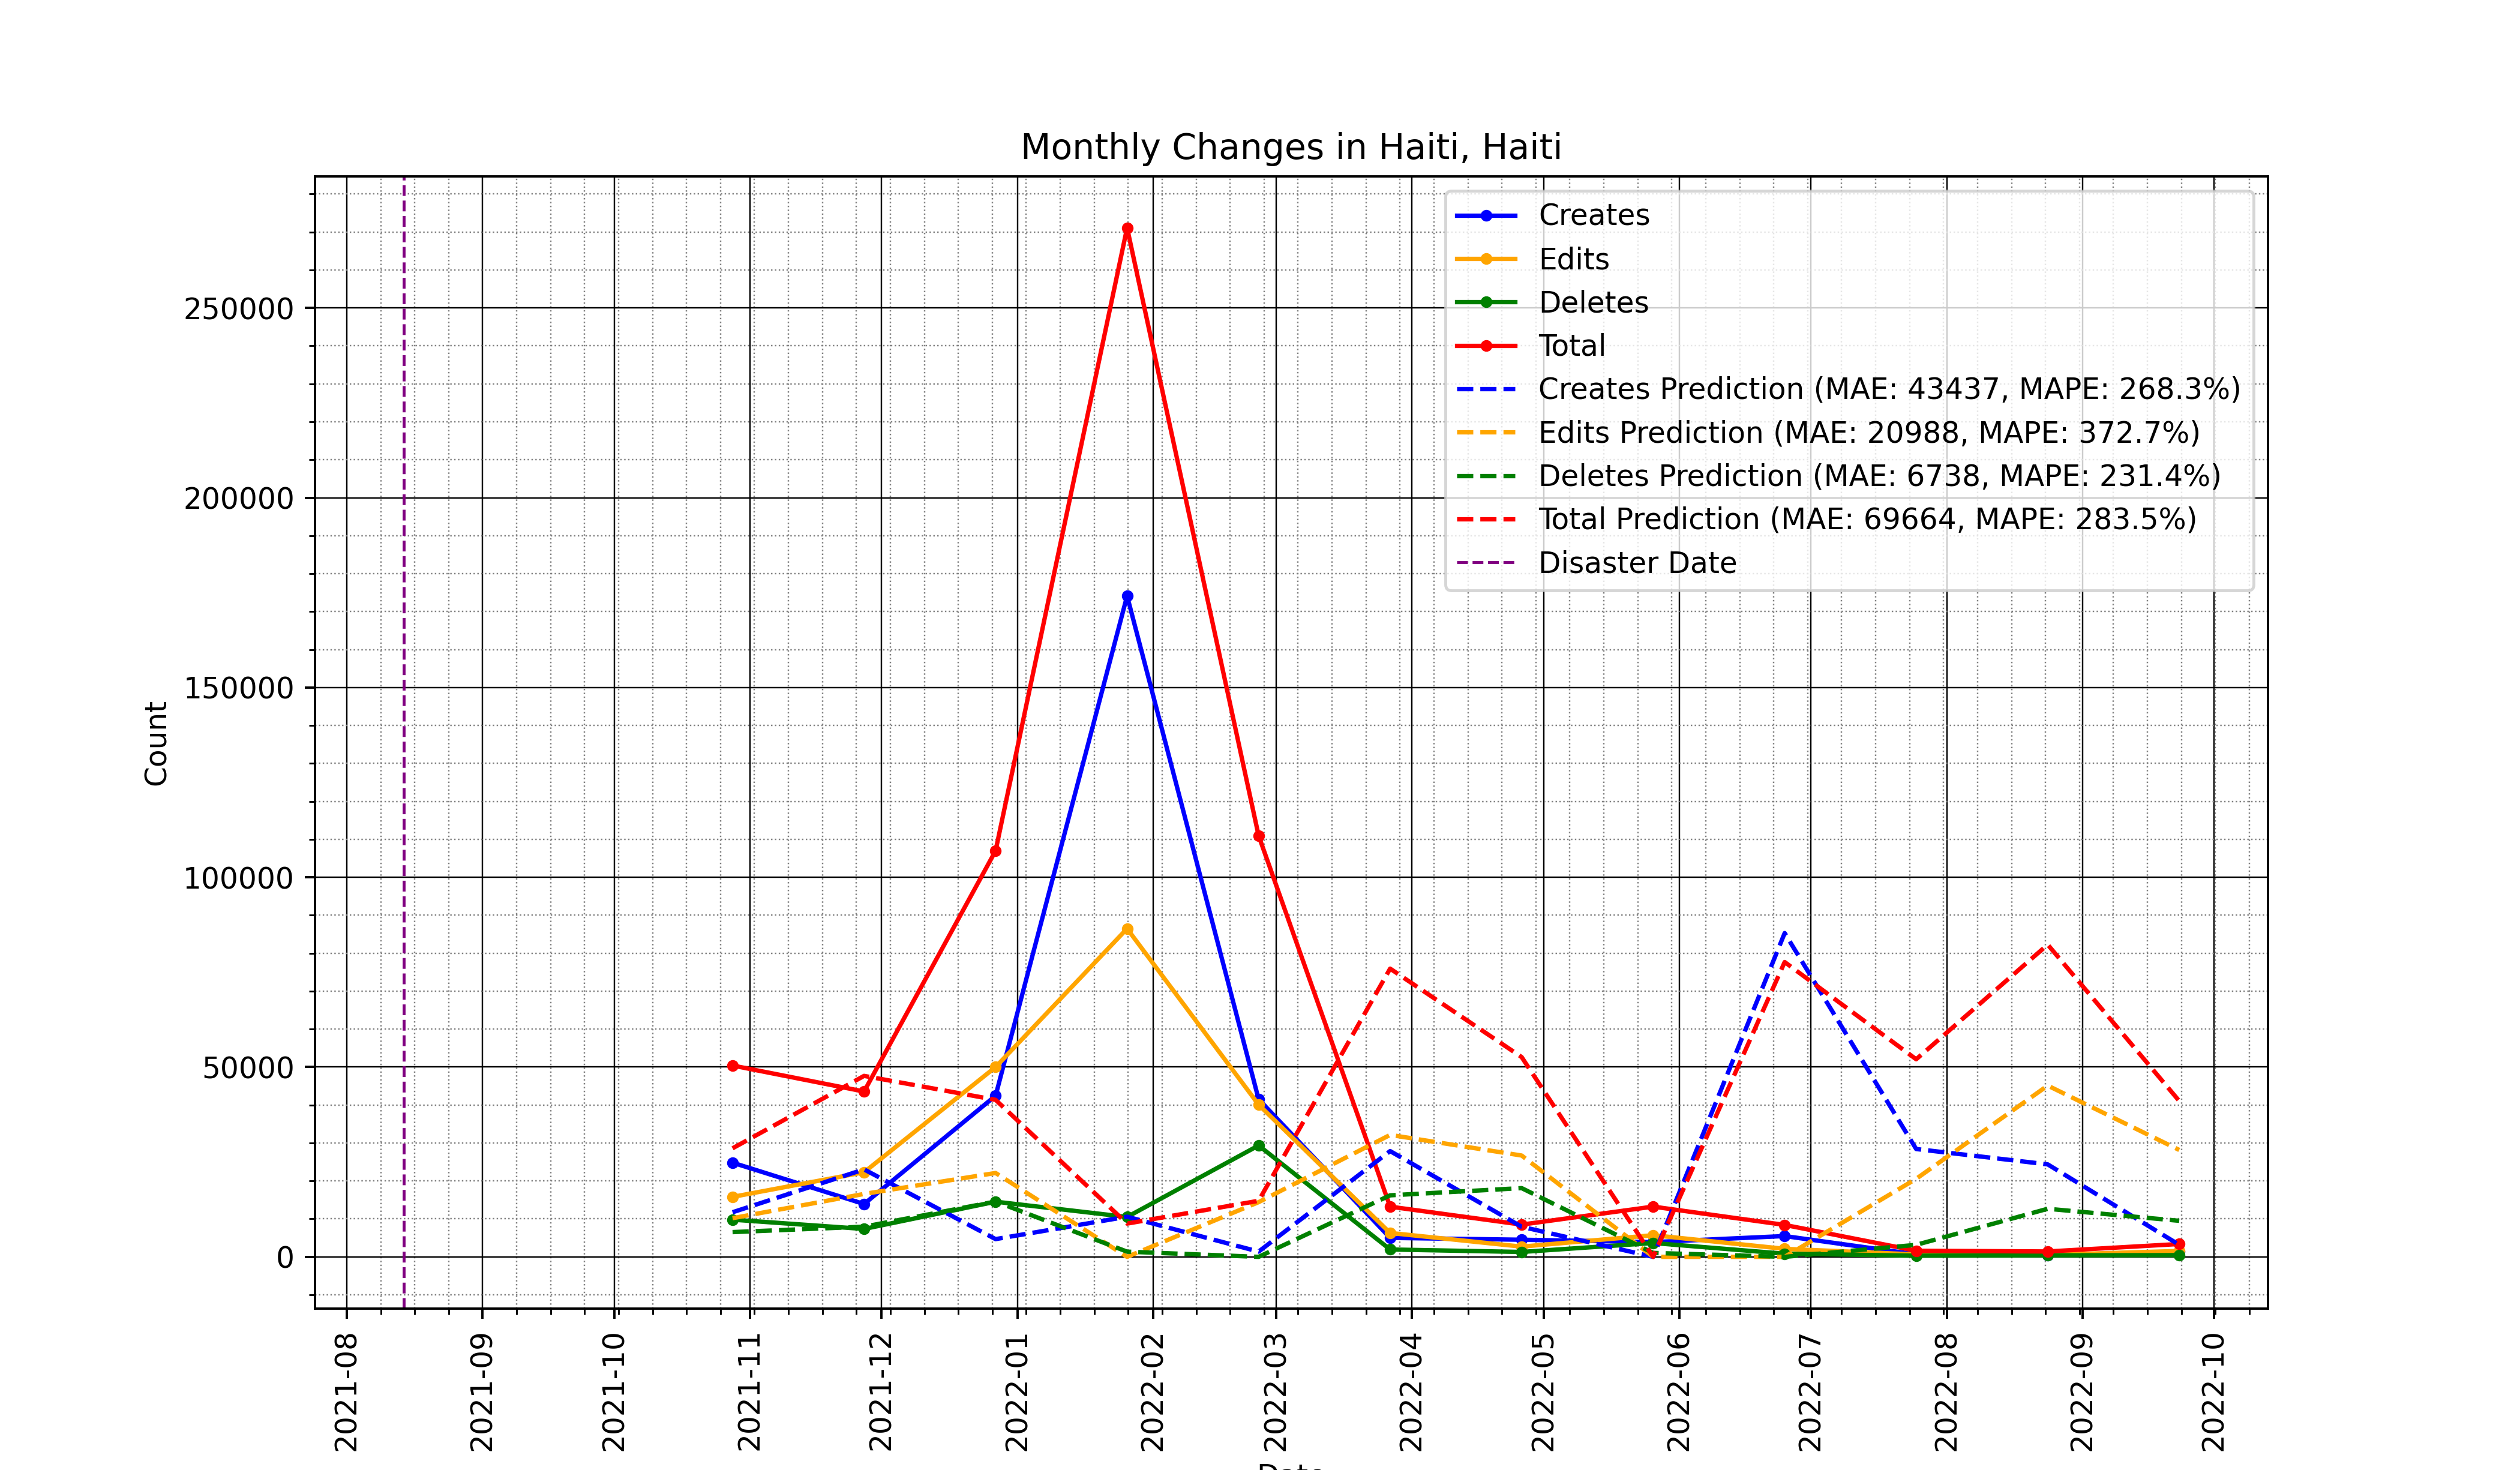 Monthly Changes in Haiti, Haiti
Creates
Edits
Deletes
Total
Creates Prediction (MAE: 43437, MAPE: 268.3%)
Edits Prediction (MAE: 20988, MAPE: 372.7%)
Deletes Prediction (MAE: 6738, MAPE: 231.4%)
Total Prediction (MAE: 69664, MAPE: 283.5%)
Disaster Date
Count
250000
200000
150000
100000
50000
0
2021-08
2021-09
2021-10
2021-11
2021-12
2022-01
2022-02
2022-03
2022-04
2022-05
2022-06
2022-07
2022-08
2022-09
2022-10
Date